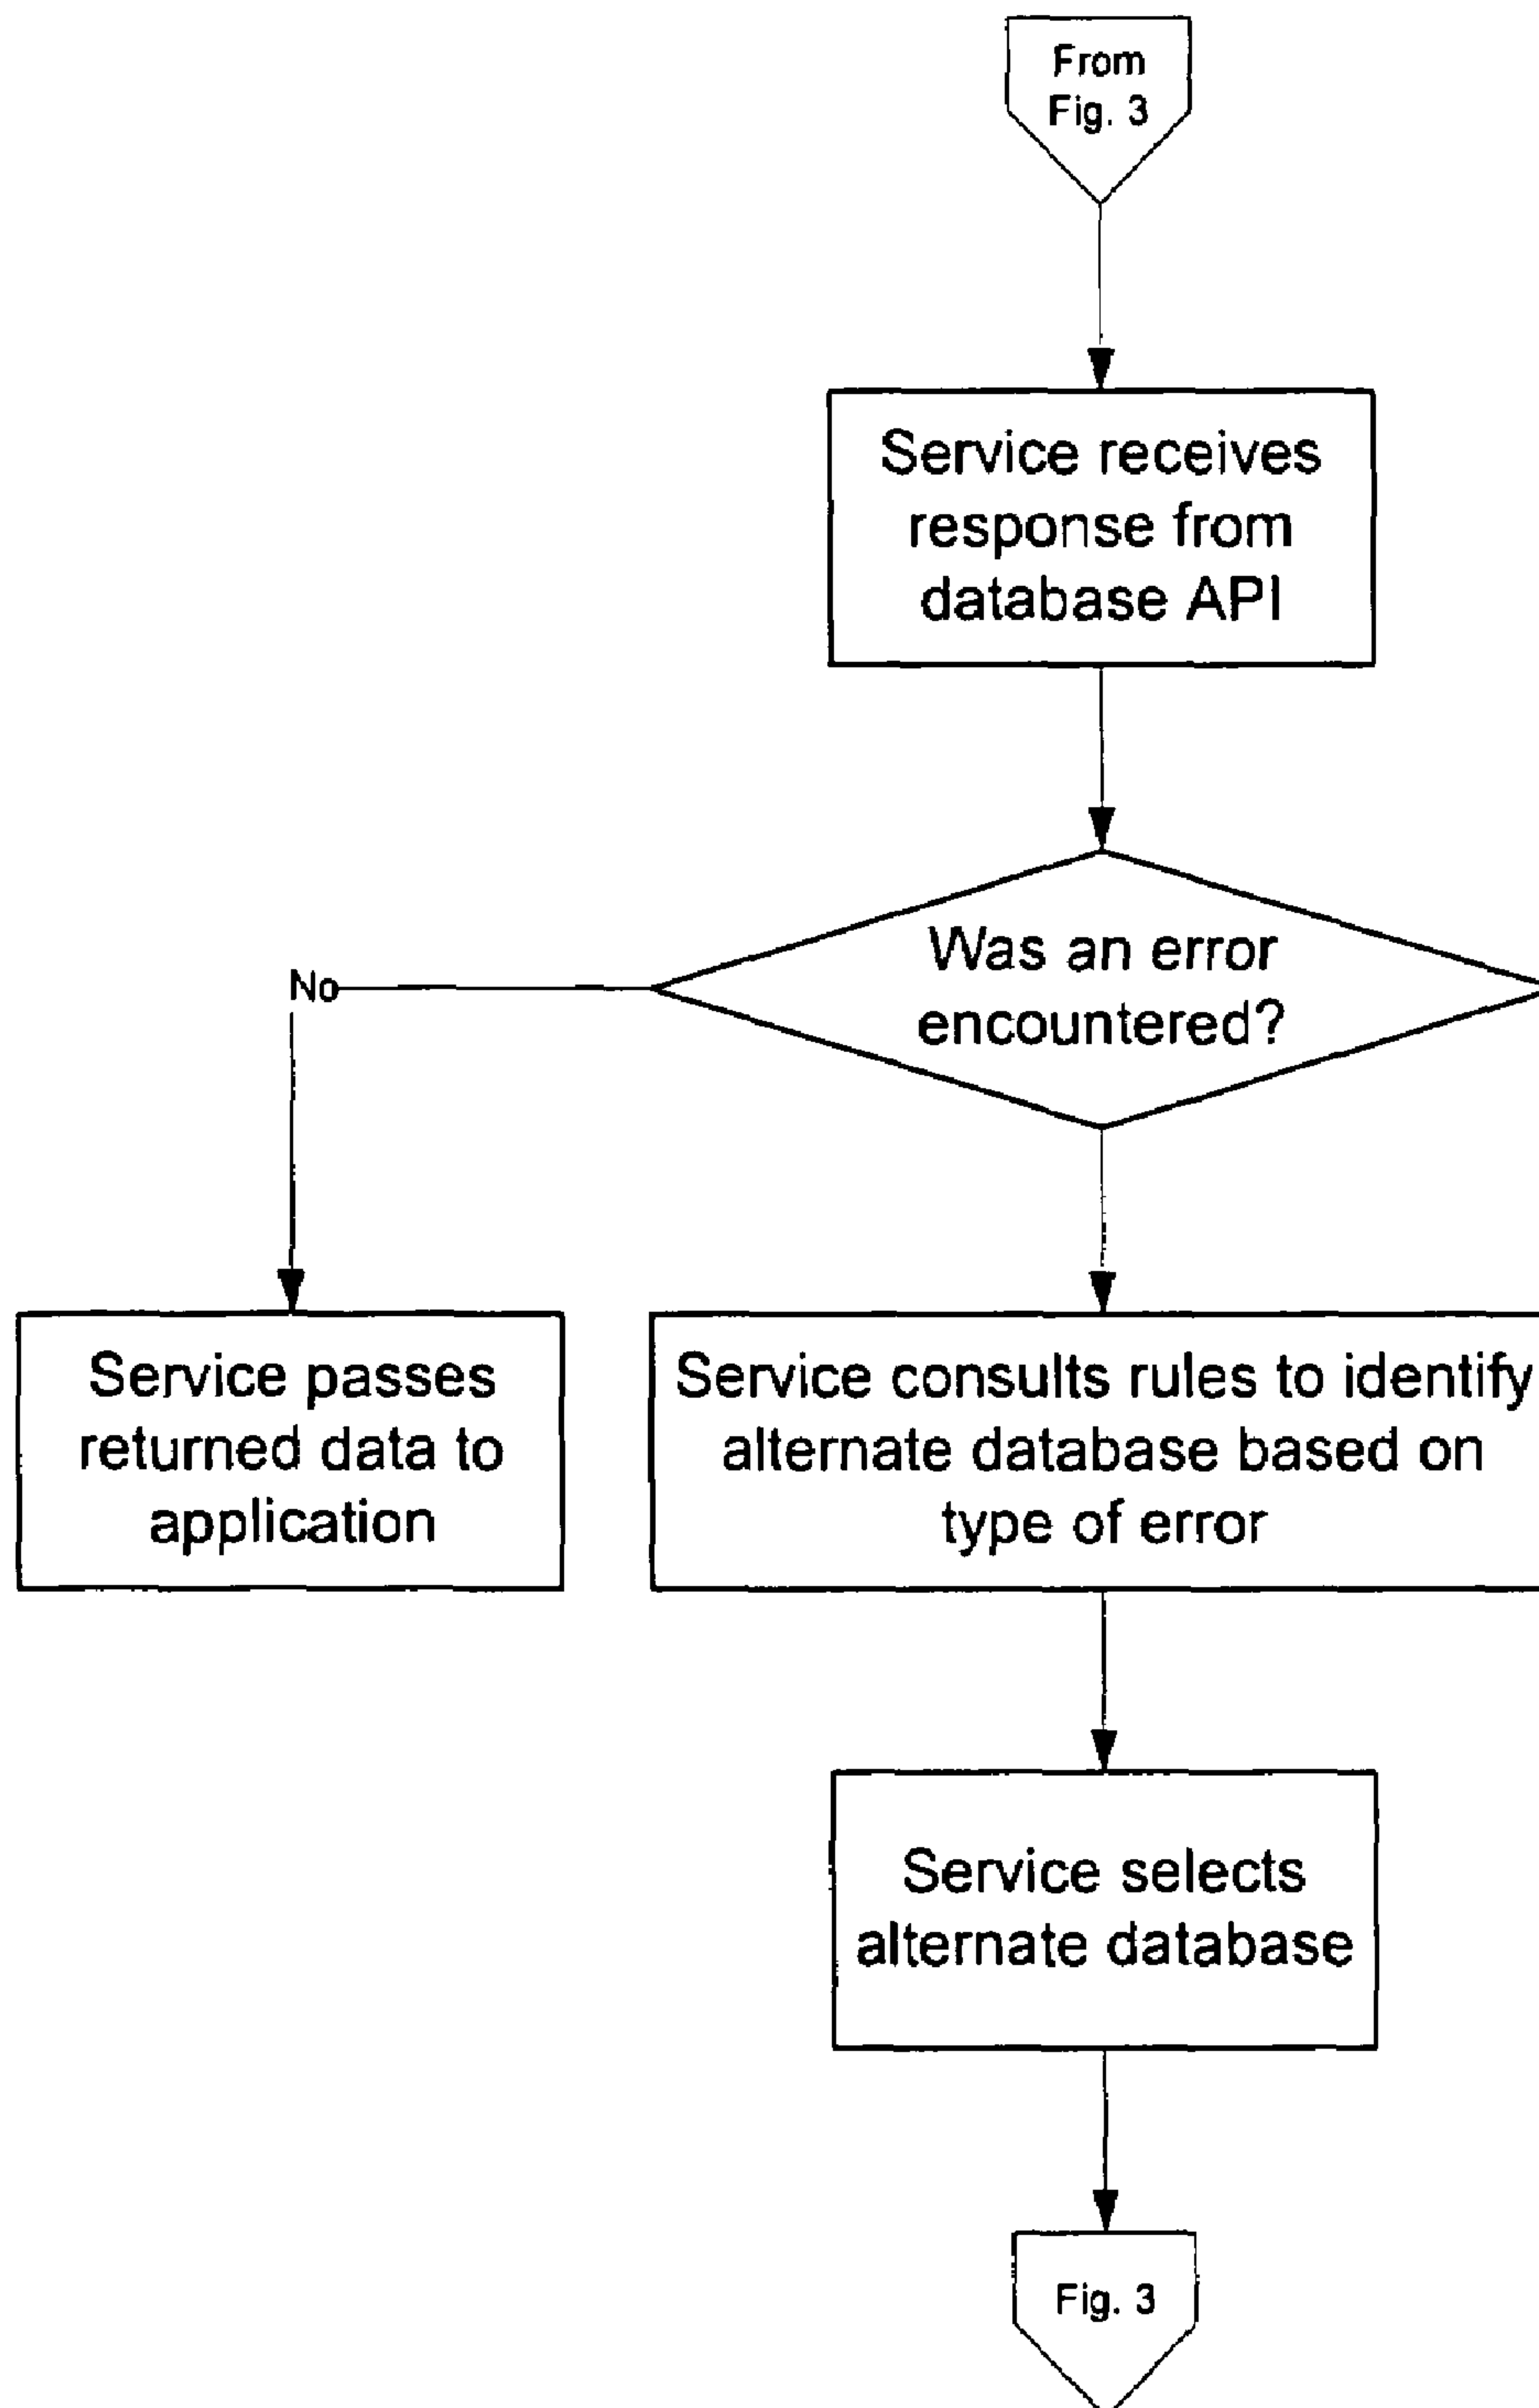 From
Fig. 3
Service receives
response from
database API
Was an error
encountered?
No
Service passes
returned data to
application
Service consults rules to identify
alternate database based on
type of error
Service selects
alternate database
Fig. 3